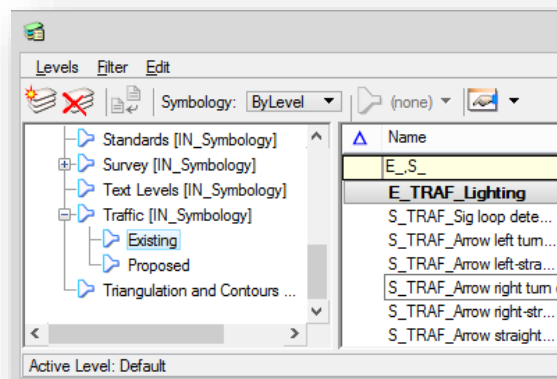 Levels Filter Edit
Symbology: ByLevel (none)
Standards [IN_Symbology]
Survey [IN_Symbology]
Text Levels [IN_Symbology]
Traffic [IN_Symbology]
Existing
Proposed
Triangulation and Contours ...
Name
E_,S_
E_TRAF_Lighting
S_TRAF_Sig loop dete...
S_TRAF_Arrow left turn...
S_TRAF_Arrow left-stra...
S_TRAF_Arrow right turn
S_TRAF_Arrow right-str...
S_TRAF_Arrow straight...
Active Level: Default